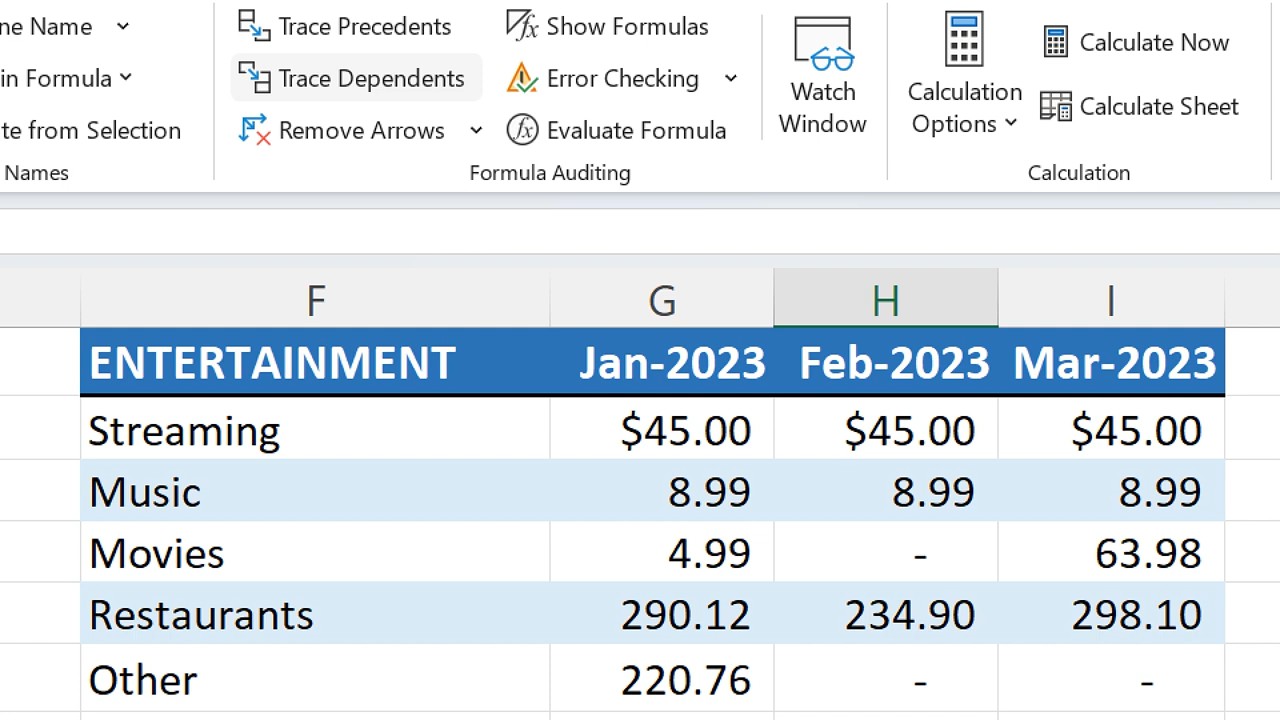 ne Name
Trace Precedents
Show Formulas
in Formula
Trace Dependents
Error Checking
te from Selection
Remove Arrows
Evaluate Formula
Watch
Window
Calculation
Options
Calculate Now
Calculate Sheet
Names
Formula Auditing
Calculation
F G H I
ENTERTAINMENT Jan-2023 Feb-2023 Mar-2023
Streaming $45.00 $45.00 $45.00
Music 8.99 8.99 8.99
Movies 4.99 - 63.98
Restaurants 290.12 234.90 298.10
Other 220.76 - -